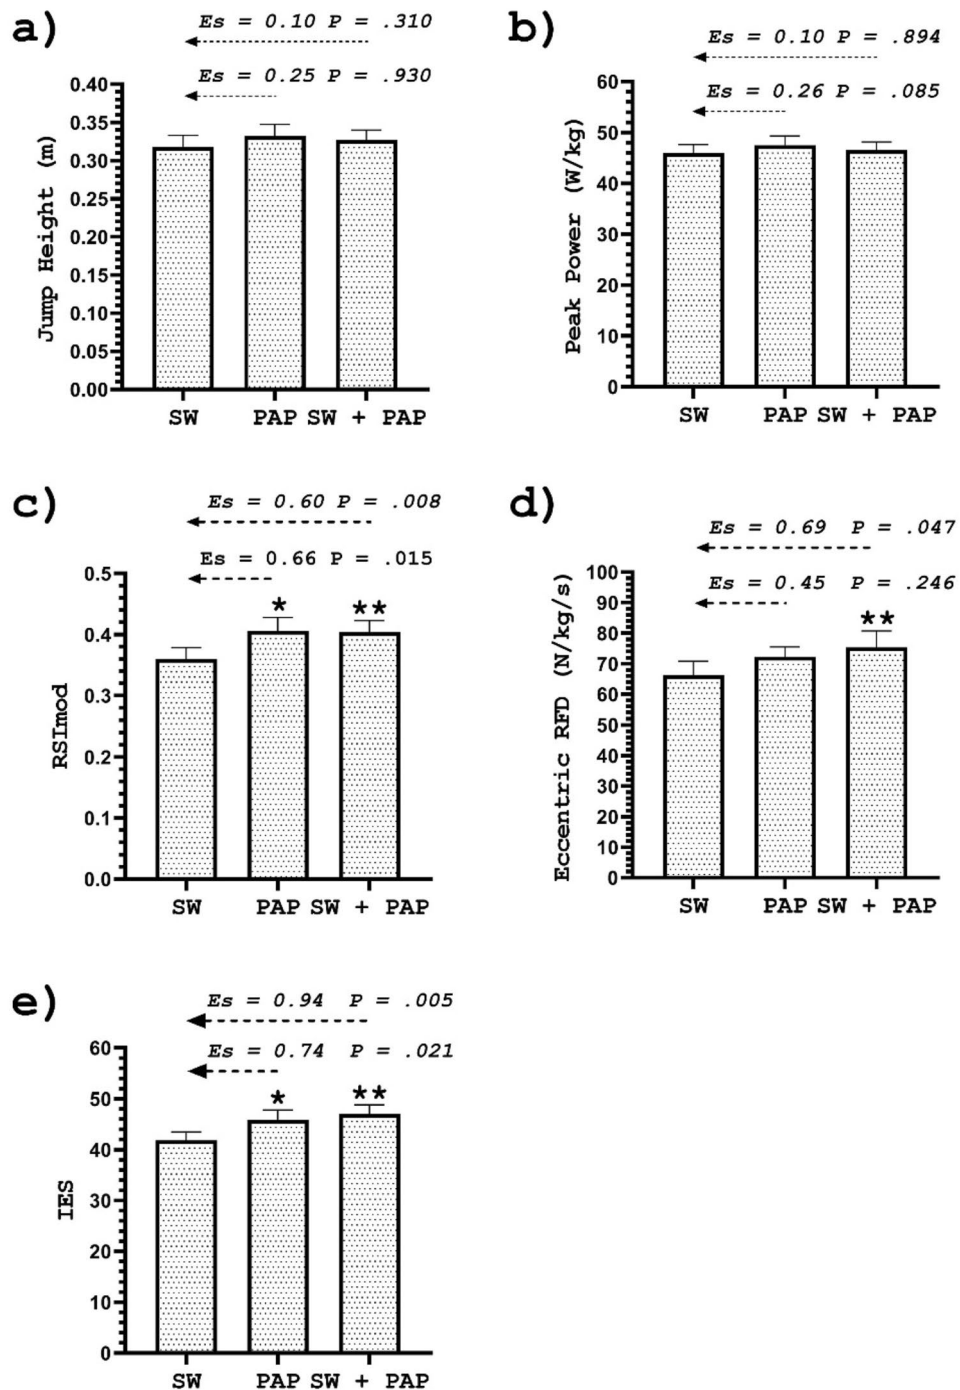 a)
Es = 0.10 P = .310
Es = 0.25 P = .930
0.40
0.35
0.30
0.25
0.20
0.15
0.10
0.05
0.00
Jump Height (m)
SW PAP SW + PAP
b)
Es = 0.10 P = .894
Es = 0.26 P = .085
60
50
40
30
20
10
0
Peak Power (W/kg)
SW PAP SW + PAP
c)
Es = 0.60 P = .008
Es = 0.66 P = .015
0.5
0.4
0.3
0.2
0.1
0.0
* **
RSImod
SW PAP SW + PAP
d)
Es = 0.69 P = .047
Es = 0.45 P = .246
100
90
80
70
60
50
40
30
20
10
0
**
Eccentric RFD (N/kg/s)
SW PAP SW + PAP
e)
Es = 0.94 P = .005
Es = 0.74 P = .021
60
50
40
30
20
10
0
* **
IES
SW PAP SW + PAP